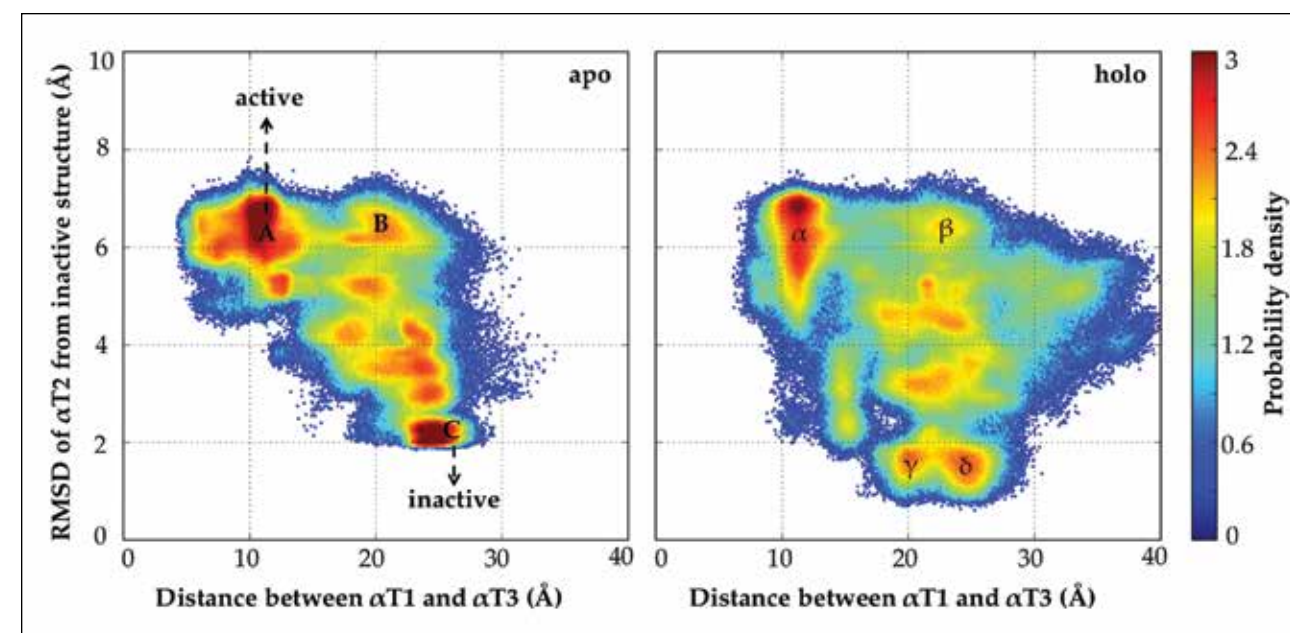 RMSD of αT2 from inactive structure (Å)
10
8
6
4
2
0
apo
active
A
B
C
inactive
0 10 20 30 40
Distance between αT1 and αT3 (Å)
holo
α
β
γ
δ
0 10 20 30 40
Distance between αT1 and αT3 (Å)
3
2.4
1.8
1.2
0.6
0
Probability density